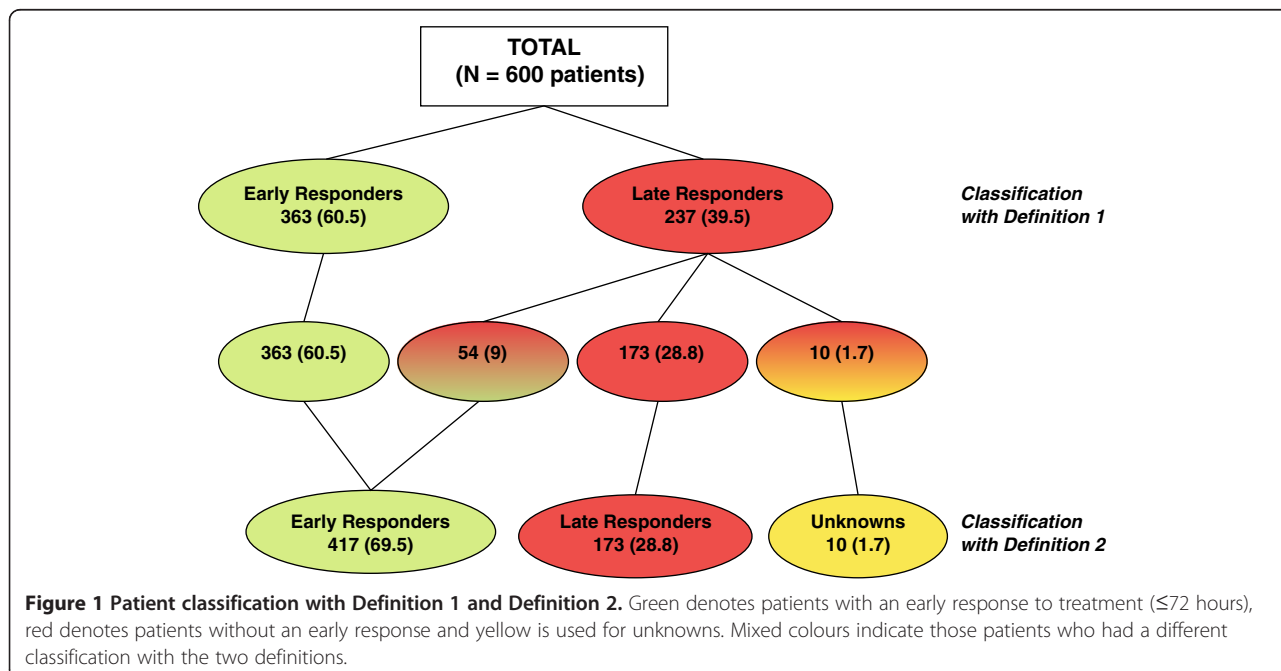 TOTAL
(N = 600 patients)
Early Responders
363 (60.5)
Late Responders
237 (39.5)
Classification
with Definition 1
363 (60.5)
54 (9)
173 (28.8)
10 (1.7)
Early Responders
417 (69.5)
Late Responders
173 (28.8)
Unknowns
10 (1.7)
Classification
with Definition 2
Figure 1 Patient classification with Definition 1 and Definition 2. Green denotes patients with an early response to treatment (≤72 hours),
red denotes patients without an early response and yellow is used for unknowns. Mixed colours indicate those patients who had a different
classification with the two definitions.